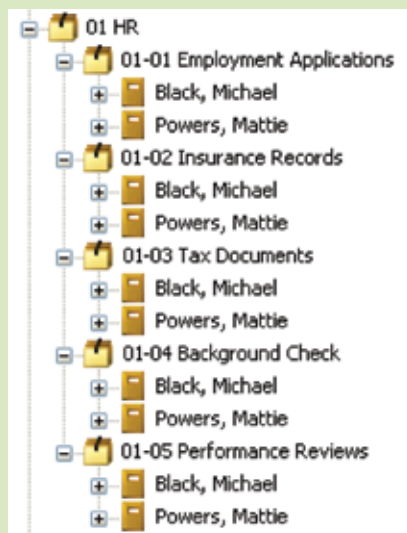 01 HR
01-01 Employment Applications
Black, Michael
Powers, Mattie
01-02 Insurance Records
Black, Michael
Powers, Mattie
01-03 Tax Documents
Black, Michael
Powers, Mattie
01-04 Background Check
Black, Michael
Powers, Mattie
01-05 Performance Reviews
Black, Michael
Powers, Mattie